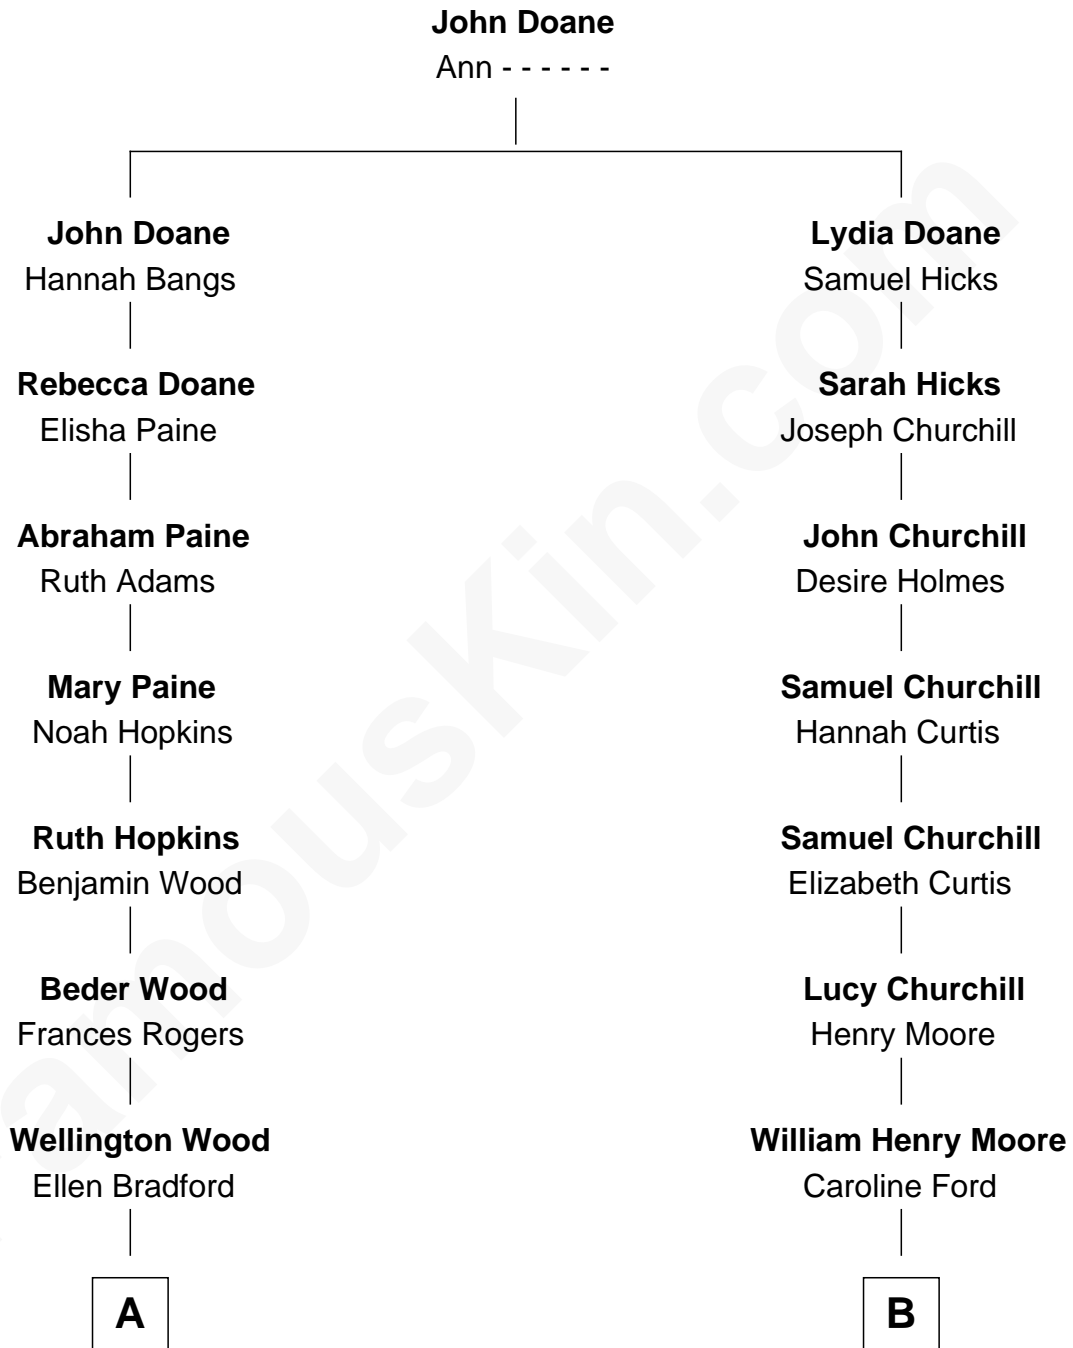 John Doane
Ann - - - - - -
John Doane
Hannah Bangs
Lydia Doane
Samuel Hicks
Rebecca Doane
Elisha Paine
Sarah Hicks
Joseph Churchill
Abraham Paine
Ruth Adams
John Churchill
Desire Holmes
Mary Paine
Noah Hopkins
Samuel Churchill
Hannah Curtis
Ruth Hopkins
Benjamin Wood
Samuel Churchill
Elizabeth Curtis
Beder Wood
Frances Rogers
Lucy Churchill
Henry Moore
Wellington Wood
Ellen Bradford
William Henry Moore
Caroline Ford
A
B
famouskin.com